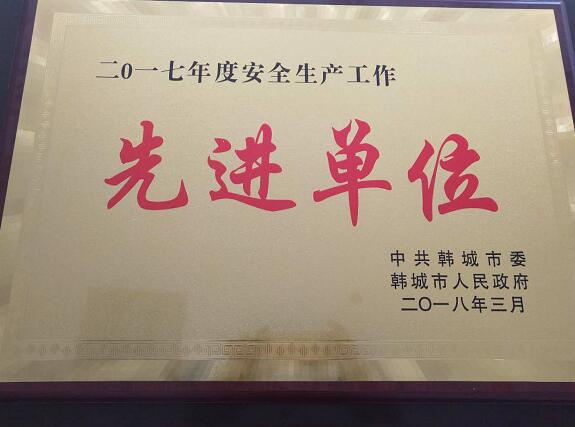 二0一七年度安全生产工作
先进单位
中共韩城市委
韩城市人民政府
二〇一八年三月